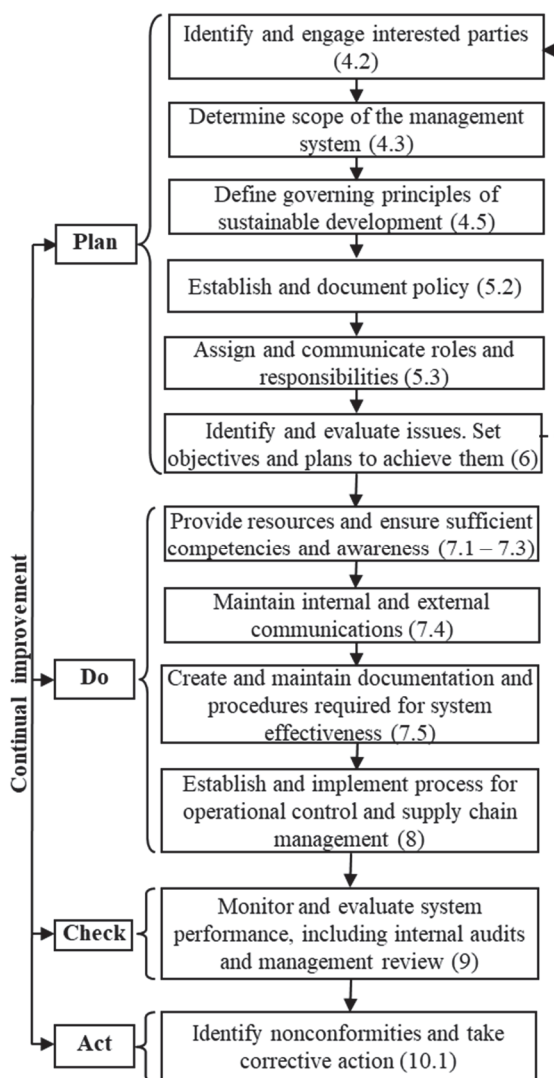 Identify and engage interested parties
(4.2)
Determine scope of the management
system (4.3)
Define governing principles of
sustainable development (4.5)
Plan
Establish and document policy (5.2)
Assign and communicate roles and
responsibilities (5.3)
Identify and evaluate issues. Set
objectives and plans to achieve them (6)
Continual improvement
Provide resources and ensure sufficient
competencies and awareness (7.1 – 7.3)
Maintain internal and external
communications (7.4)
Do
Create and maintain documentation and
procedures required for system
effectiveness (7.5)
Establish and implement process for
operational control and supply chain
management (8)
Check
Monitor and evaluate system
performance, including internal audits
and management review (9)
Act
Identify nonconformities and take
corrective action (10.1)